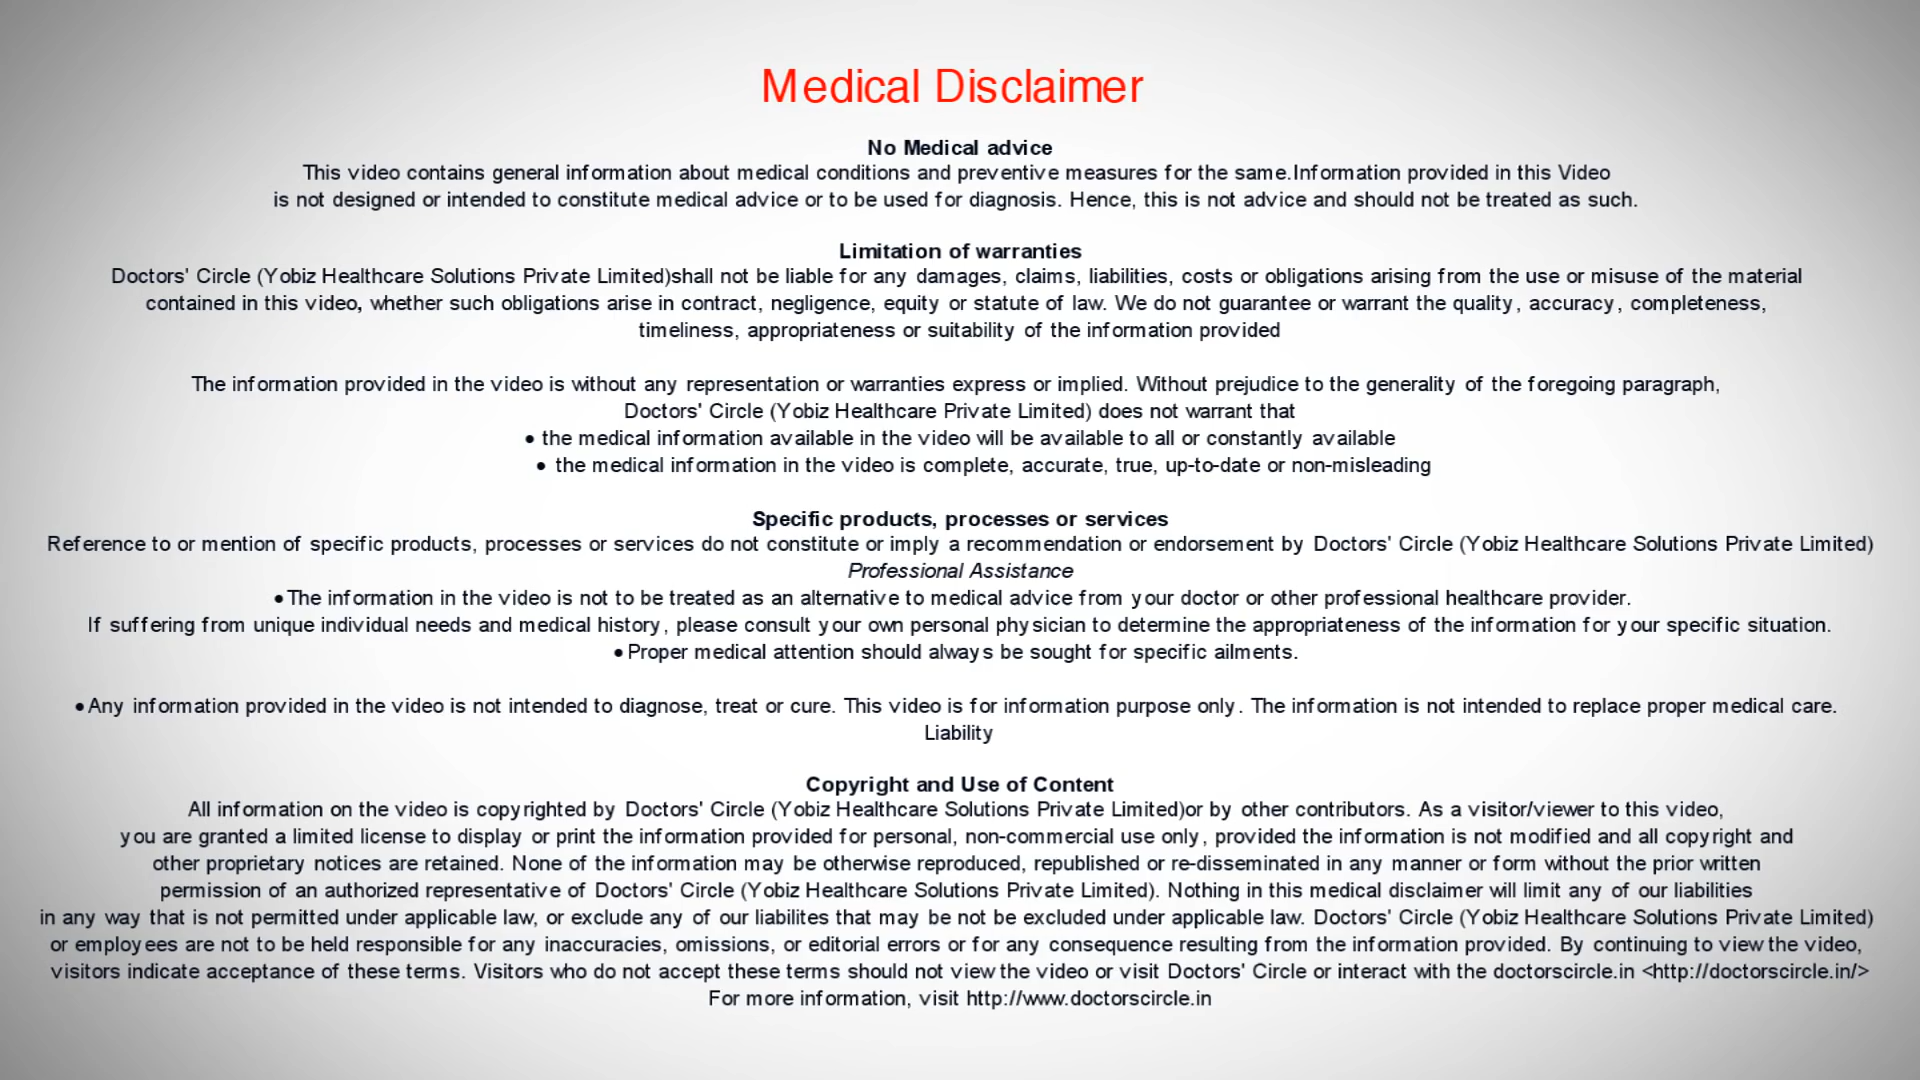 Medical Disclaimer
No Medical advice
This video contains general information about medical conditions and preventive measures for the same.Information provided in this Video
is not designed or intended to constitute medical advice or to be used for diagnosis. Hence, this is not advice and should not be treated as such.
Limitation of warranties
Doctors' Circle (Yobiz Healthcare Solutions Private Limited)shall not be liable for any damages, claims, liabilities, costs or obligations arising from the use or misuse of the material
contained in this video, whether such obligations arise in contract, negligence, equity or statute of law. We do not guarantee or warrant the quality, accuracy, completeness,
timeliness, appropriateness or suitability of the information provided
The information provided in the video is without any representation or warranties express or implied. Without prejudice to the generality of the foregoing paragraph,
Doctors' Circle (Yobiz Healthcare Private Limited) does not warrant that
• the medical information available in the video will be available to all or constantly available
• the medical information in the video is complete, accurate, true, up-to-date or non-misleading
Specific products, processes or services
Reference to or mention of specific products, processes or services do not constitute or imply a recommendation or endorsement by Doctors' Circle (Yobiz Healthcare Solutions Private Limited)
Professional Assistance
•The information in the video is not to be treated as an alternative to medical advice from your doctor or other professional healthcare provider.
If suffering from unique individual needs and medical history, please consult your own personal physician to determine the appropriateness of the information for your specific situation.
•Proper medical attention should always be sought for specific ailments.
•Any information provided in the video is not intended to diagnose, treat or cure. This video is for information purpose only. The information is not intended to replace proper medical care.
Liability
Copyright and Use of Content
All information on the video is copyrighted by Doctors' Circle (Yobiz Healthcare Solutions Private Limited)or by other contributors. As a visitor/viewer to this video,
you are granted a limited license to display or print the information provided for personal, non-commercial use only, provided the information is not modified and all copyright and
other proprietary notices are retained. None of the information may be otherwise reproduced, republished or re-disseminated in any manner or form without the prior written
permission of an authorized representative of Doctors' Circle (Yobiz Healthcare Solutions Private Limited). Nothing in this medical disclaimer will limit any of our liabilities
in any way that is not permitted under applicable law, or exclude any of our liabilites that may be not be excluded under applicable law. Doctors' Circle (Yobiz Healthcare Solutions Private Limited)
or employees are not to be held responsible for any inaccuracies, omissions, or editorial errors or for any consequence resulting from the information provided. By continuing to view the video,
visitors indicate acceptance of these terms. Visitors who do not accept these terms should not view the video or visit Doctors' Circle or interact with the doctorscircle.in <http://doctorscircle.in/>
For more information, visit http://www.doctorscircle.in